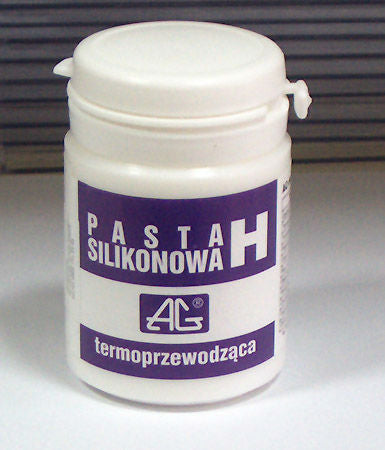 PASTA
SILIKONOWA H
AG®
termoprzewodząca